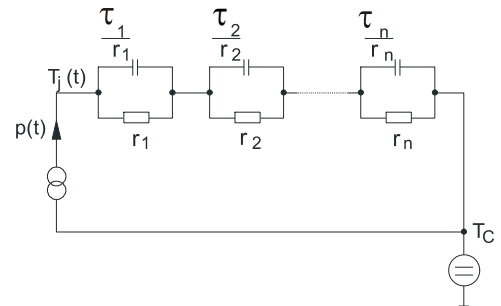 τ1 τ2 τn
r1 r2 rn
Tj (t)
p(t)
r1 r2 rn
TC